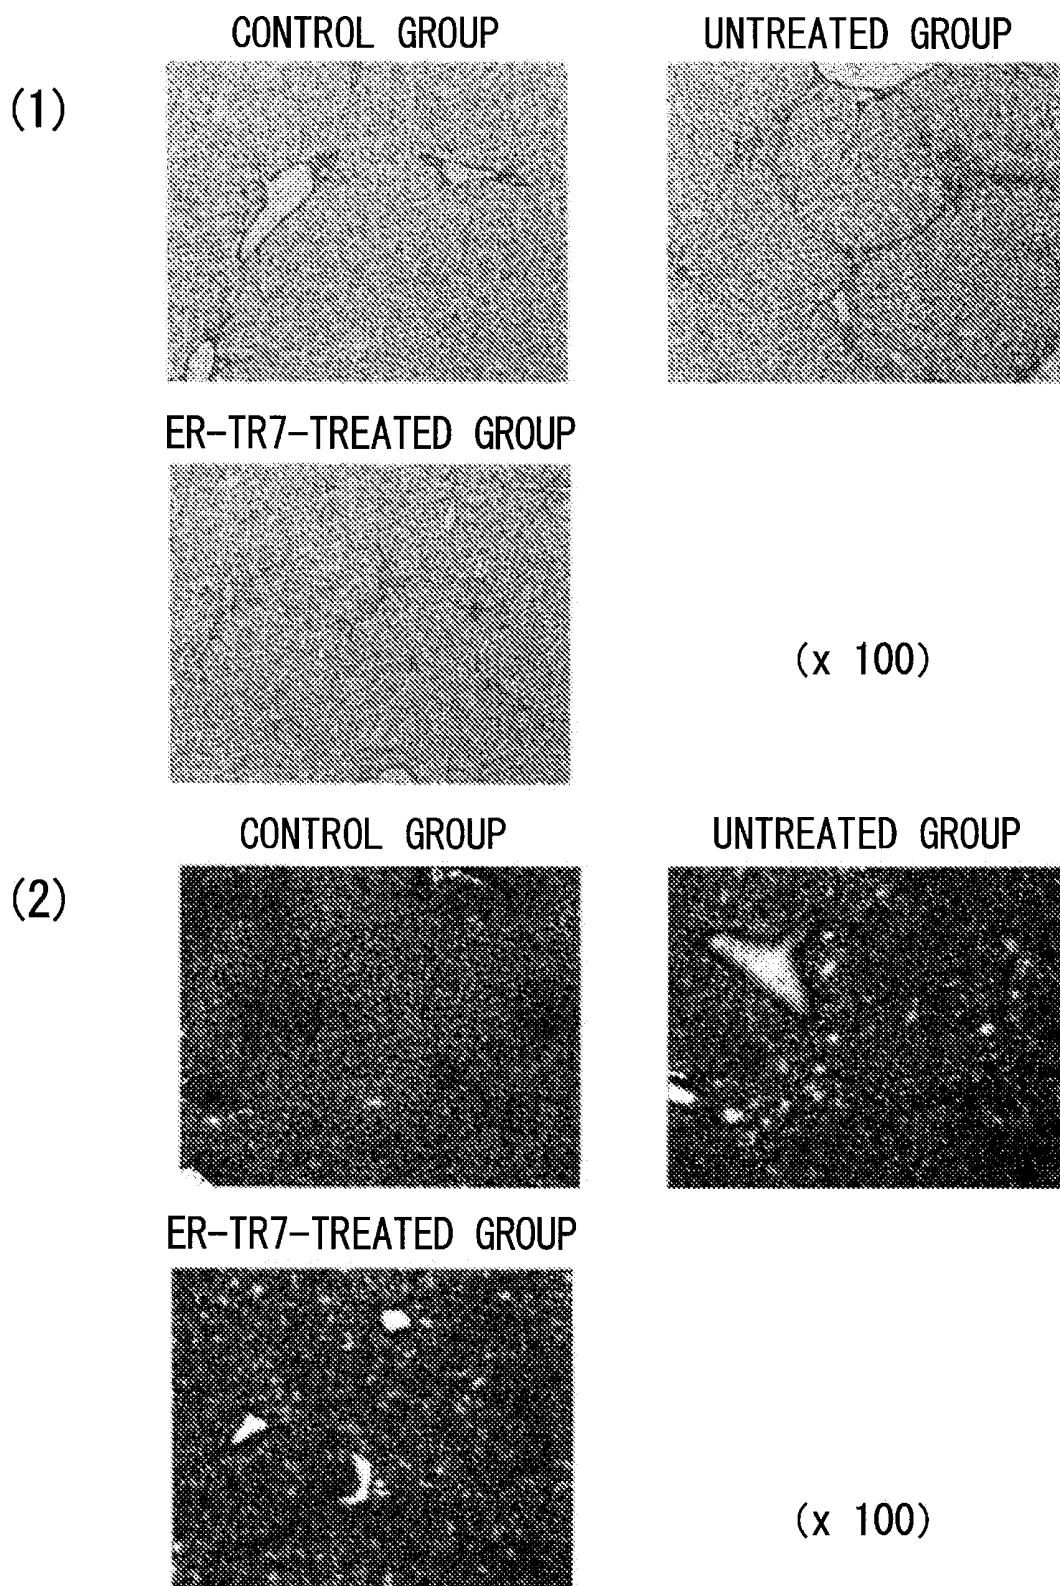 CONTROL GROUP
UNTREATED GROUP
(1)
ER-TR7-TREATED GROUP
(x 100)
CONTROL GROUP
UNTREATED GROUP
(2)
ER-TR7-TREATED GROUP
(x 100)